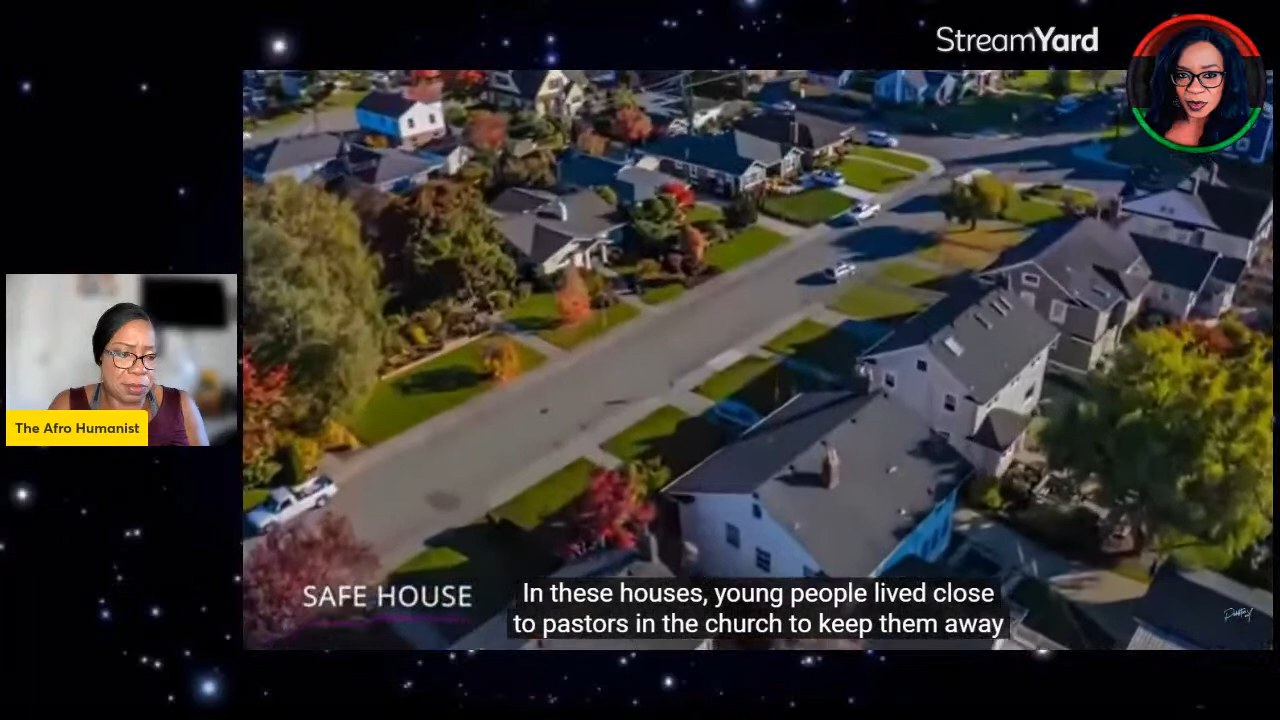 StreamYard
The Afro Humanist
SAFE HOUSE
In these houses, young people lived close
to pastors in the church to keep them away